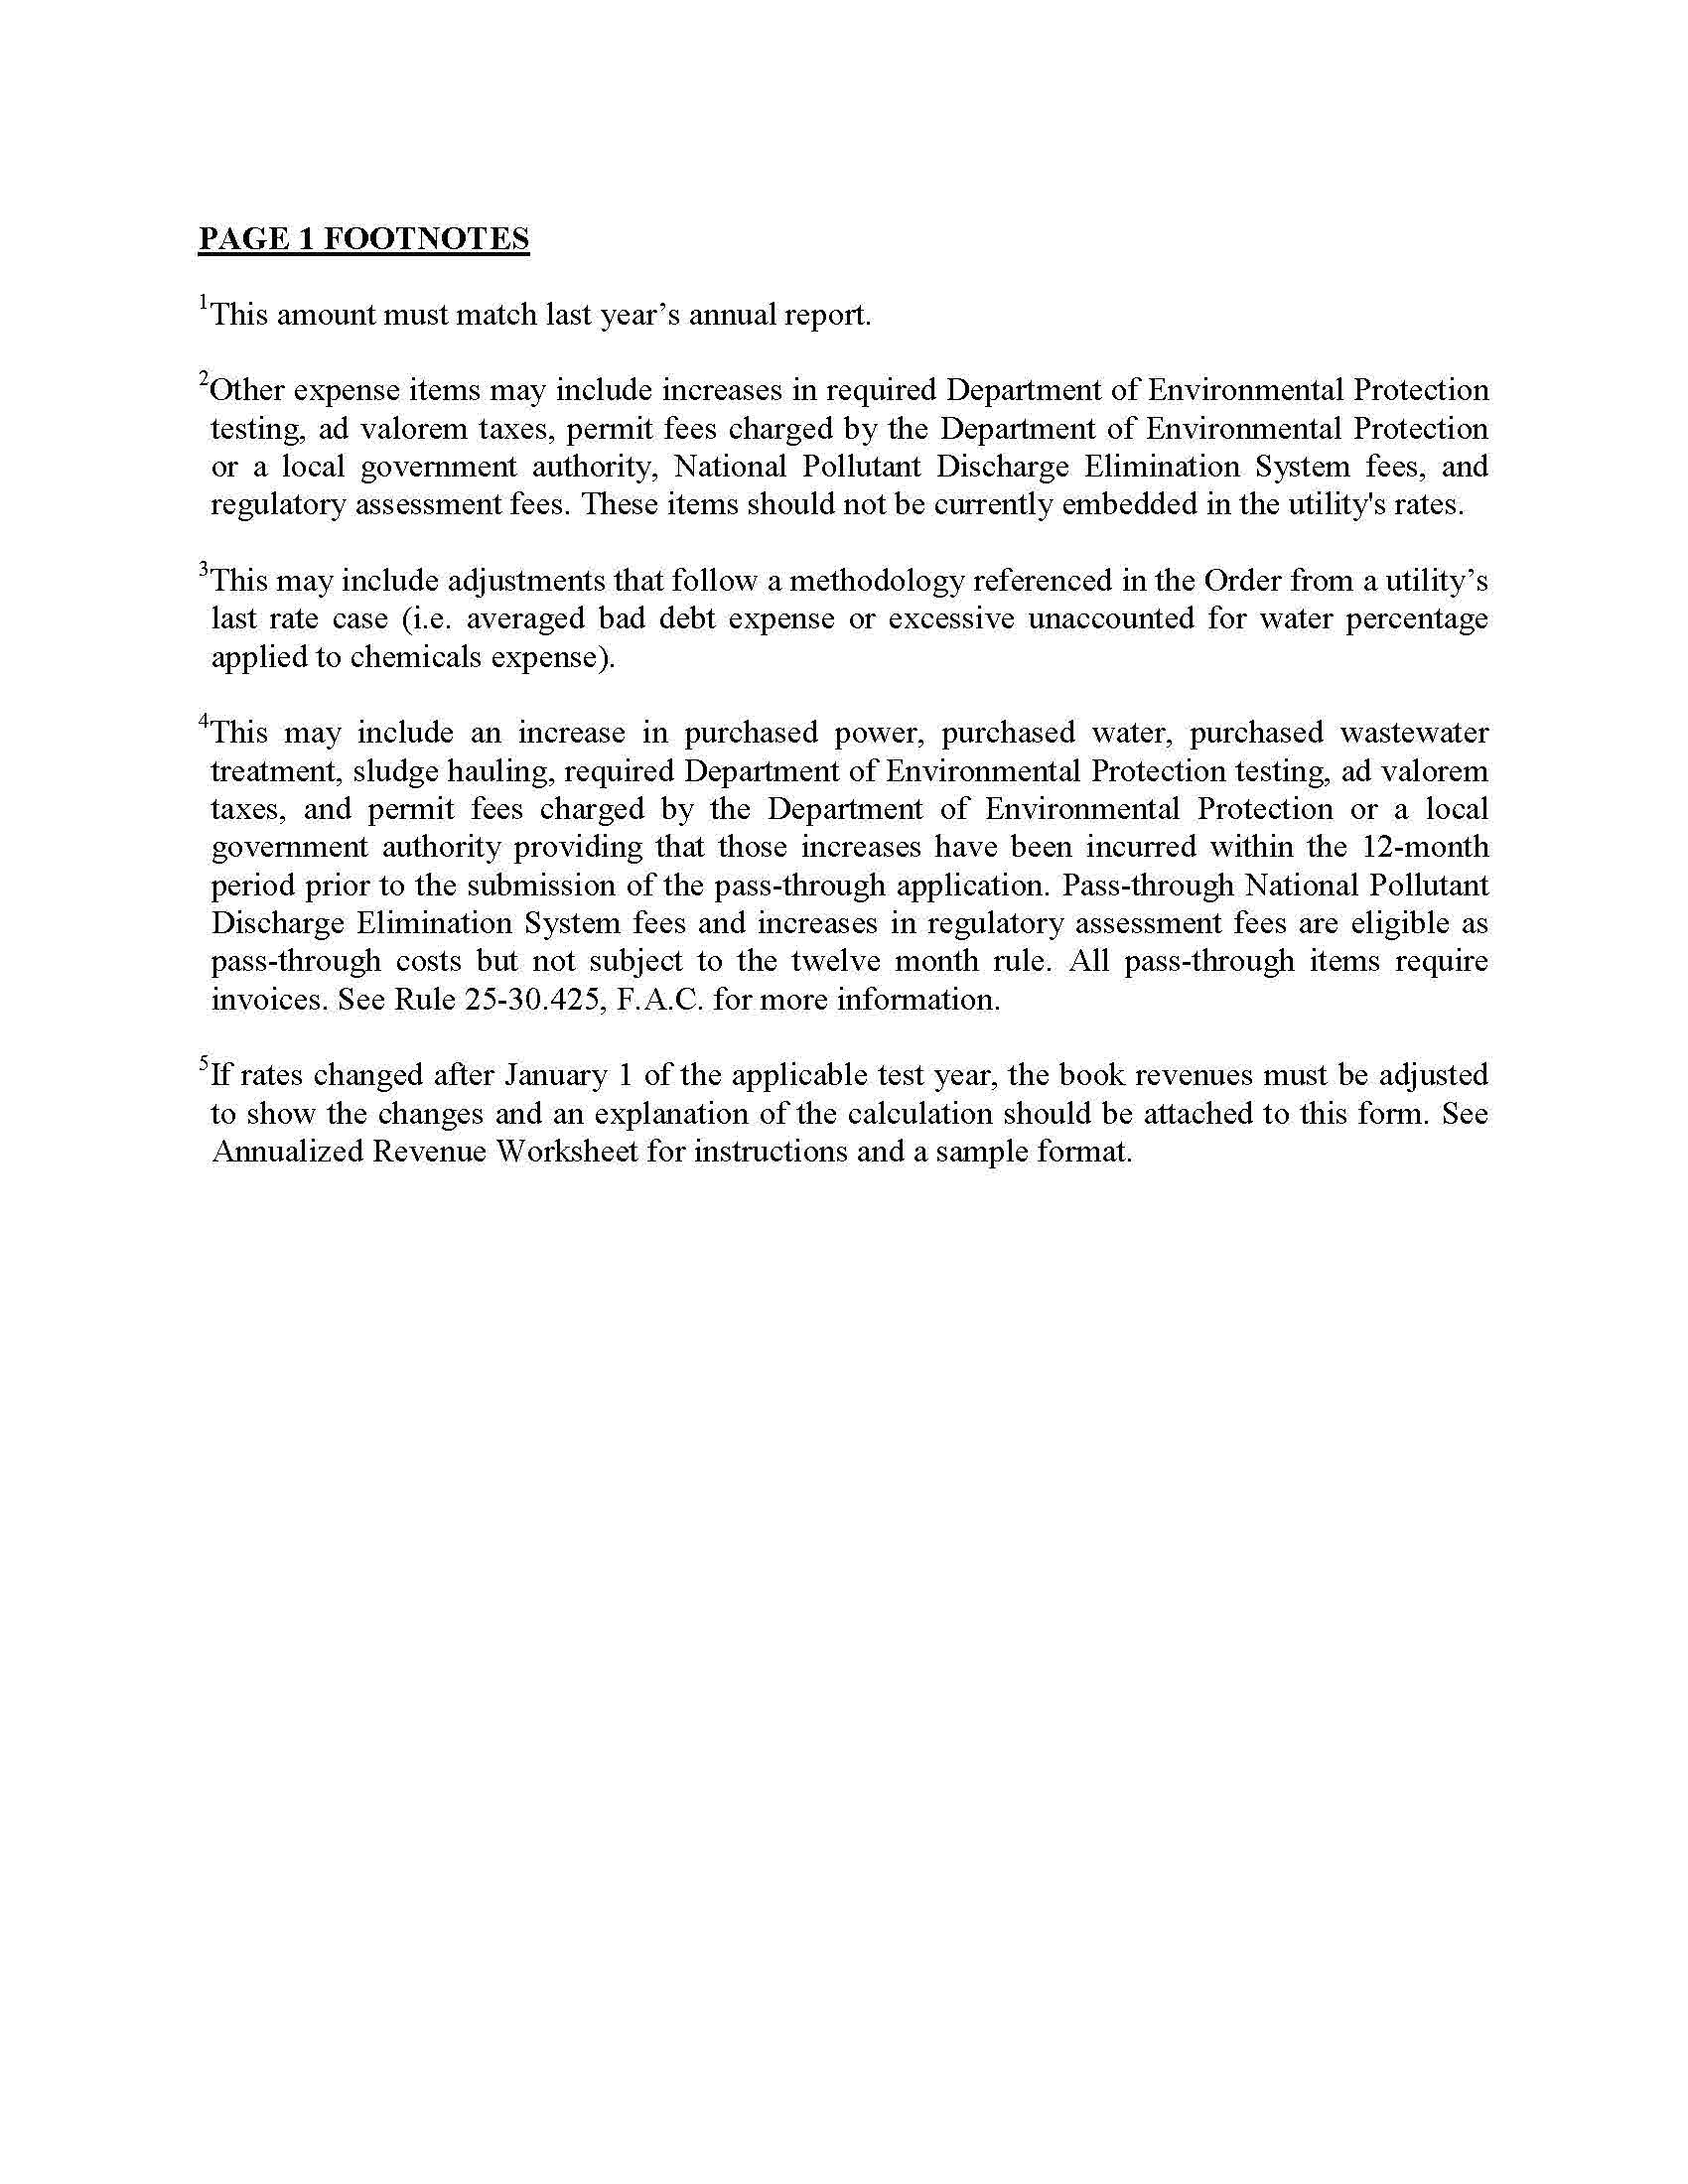 PAGE 1 FOOTNOTES
1This amount must match last year’s annual report.
2Other expense items may include increases in required Department of Environmental Protection
testing, ad valorem taxes, permit fees charged by the Department of Environmental Protection
or a local government authority, National Pollutant Discharge Elimination System fees, and
regulatory assessment fees. These items should not be currently embedded in the utility's rates.
3This may include adjustments that follow a methodology referenced in the Order from a utility’s
last rate case (i.e. averaged bad debt expense or excessive unaccounted for water percentage
applied to chemicals expense).
4This may include an increase in purchased power, purchased water, purchased wastewater
treatment, sludge hauling, required Department of Environmental Protection testing, ad valorem
taxes, and permit fees charged by the Department of Environmental Protection or a local
government authority providing that those increases have been incurred within the 12-month
period prior to the submission of the pass-through application. Pass-through National Pollutant
Discharge Elimination System fees and increases in regulatory assessment fees are eligible as
pass-through costs but not subject to the twelve month rule. All pass-through items require
invoices. See Rule 25-30.425, F.A.C. for more information.
5If rates changed after January 1 of the applicable test year, the book revenues must be adjusted
to show the changes and an explanation of the calculation should be attached to this form. See
Annualized Revenue Worksheet for instructions and a sample format.